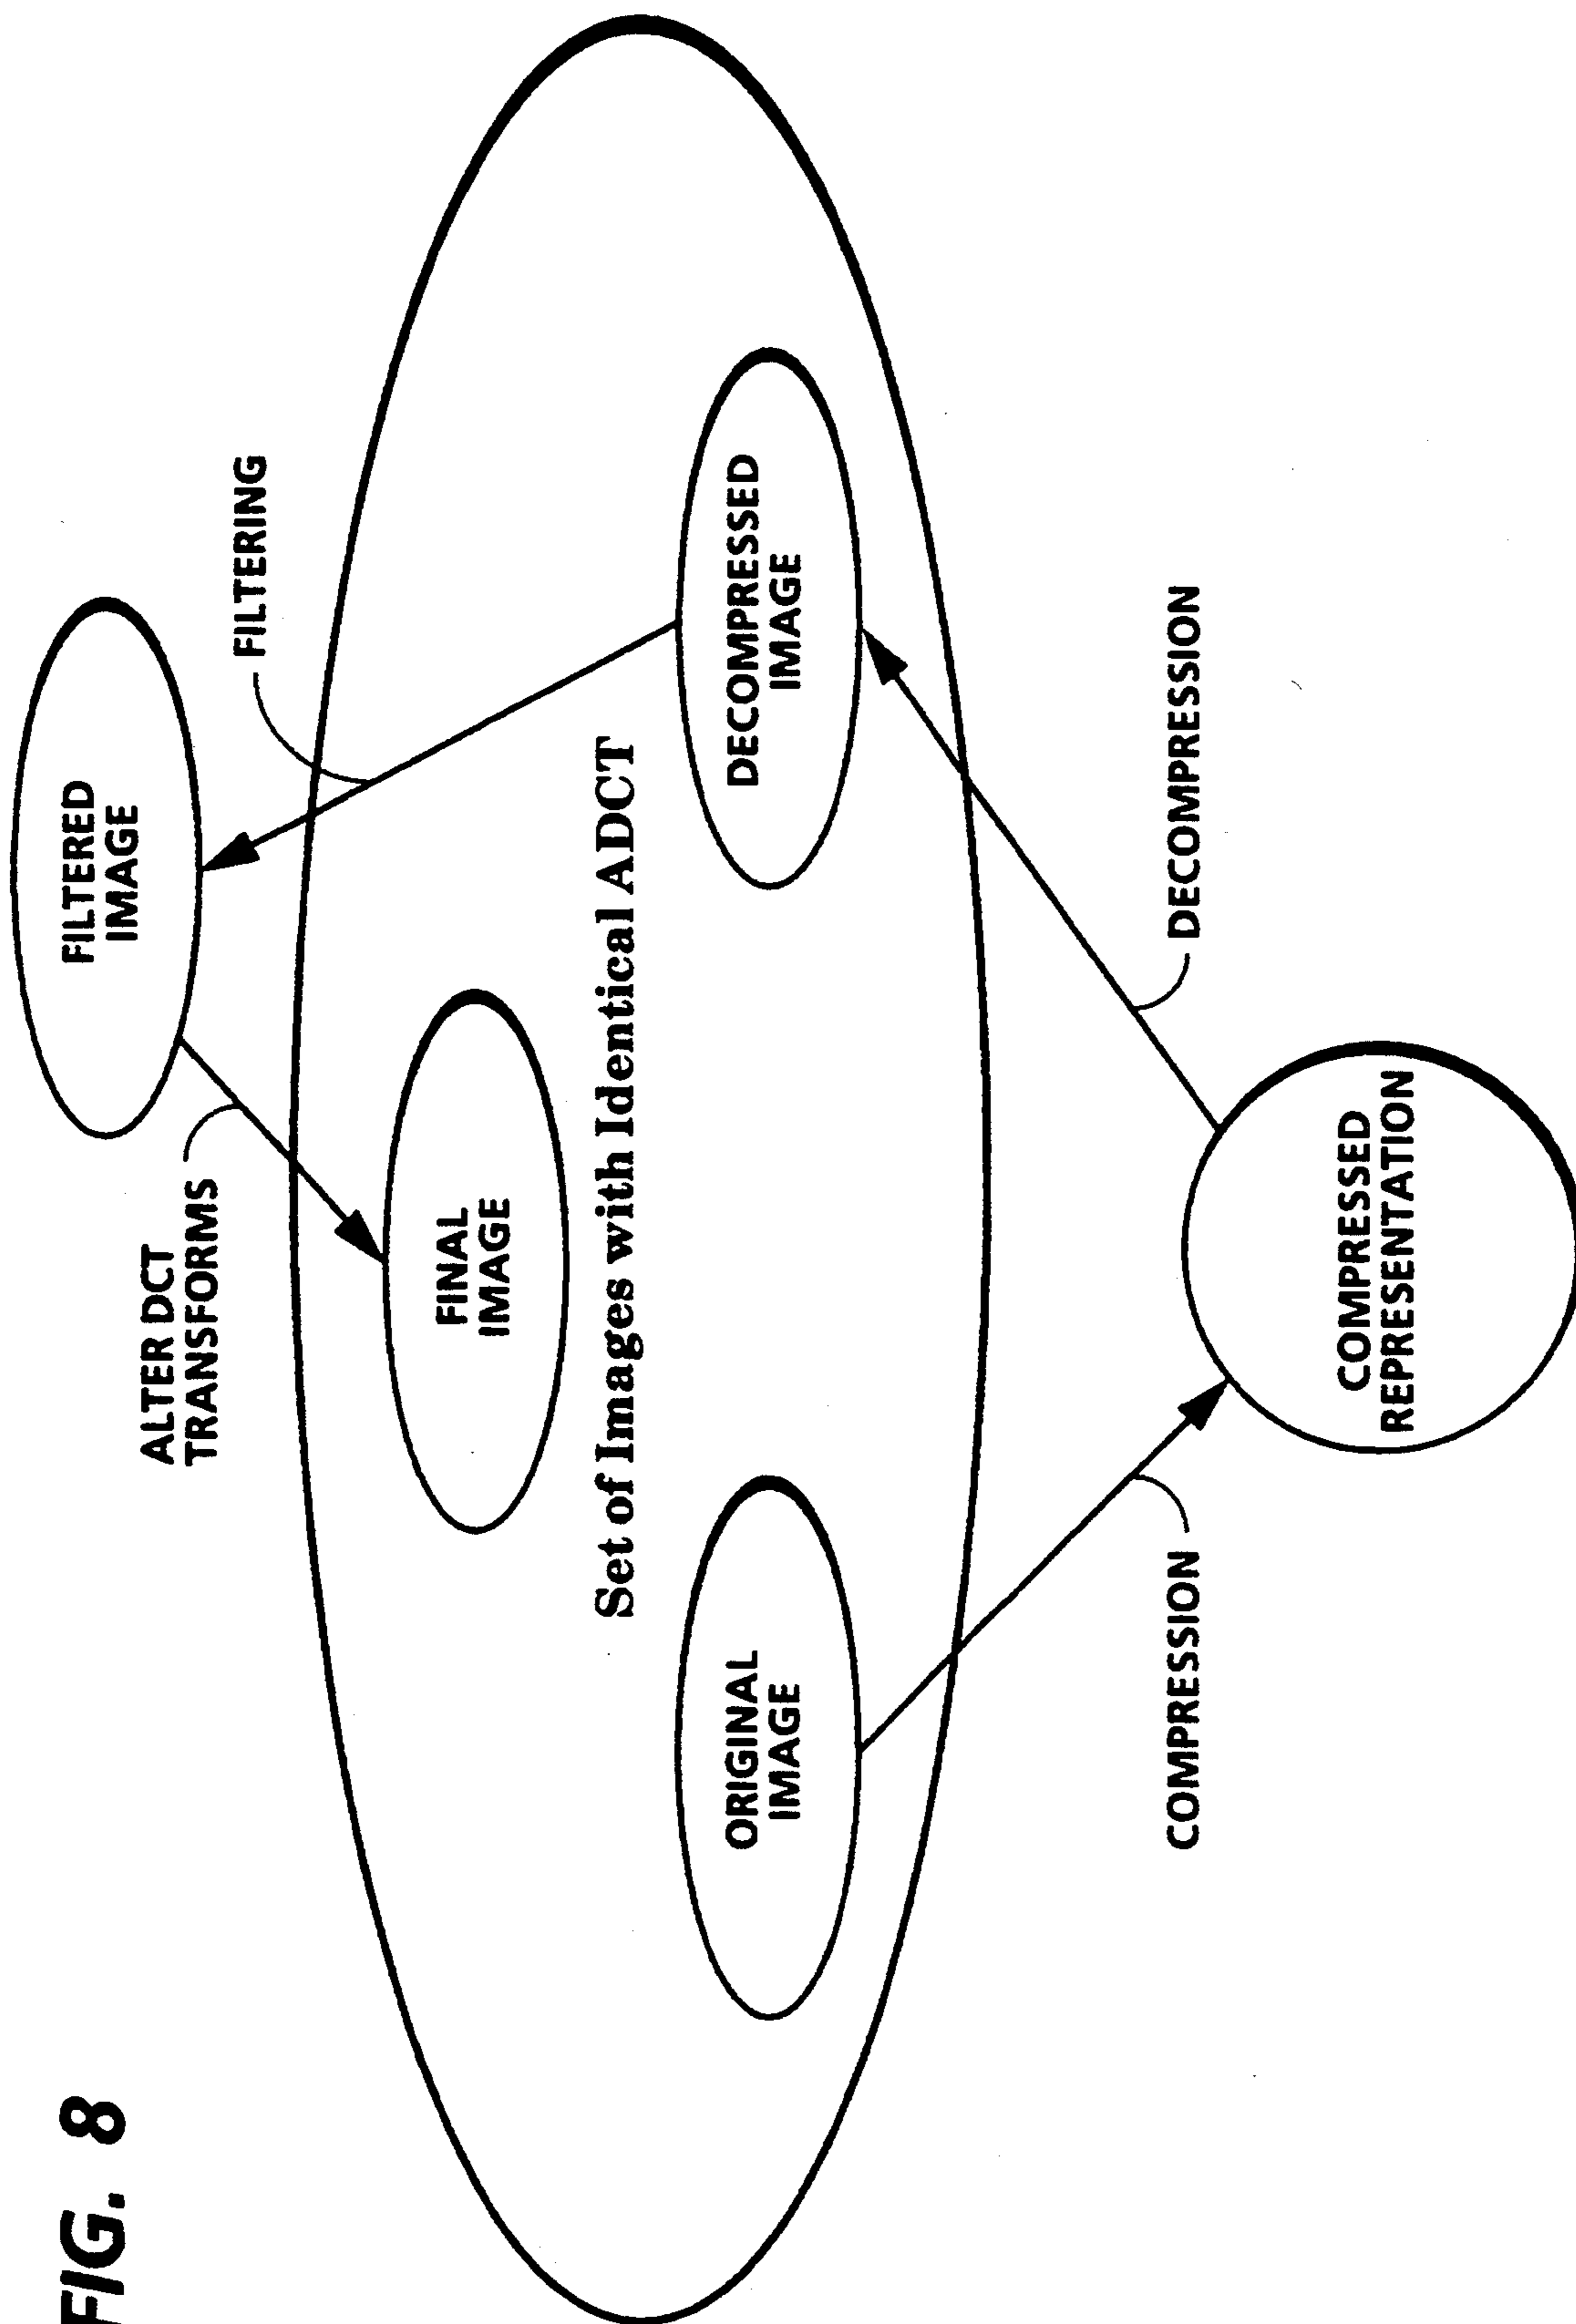 FIG. 8
FILTERED
IMAGE
ALTER DCT
TRANSFORMS
FILTERING
FINAL
IMAGE
Set of Images with Identical ADCT
ORIGINAL
IMAGE
DECOMPRESSED
IMAGE
COMPRESSION
DECOMPRESSION
COMPRESSED
REPRESENTATION